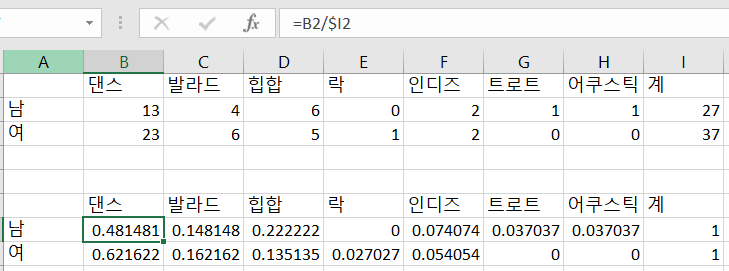 fx =B2/$I2
A B C D E F G H I
댄스 발라드 힙합 락 인디즈 트로트 어쿠스틱 계
남 13 4 6 0 2 1 1 27
여 23 6 5 1 2 0 0 37
댄스 발라드 힙합 락 인디즈 트로트 어쿠스틱 계
남 0.481481 0.148148 0.222222 0 0.074074 0.037037 0.037037 1
여 0.621622 0.162162 0.135135 0.027027 0.054054 0 0 1